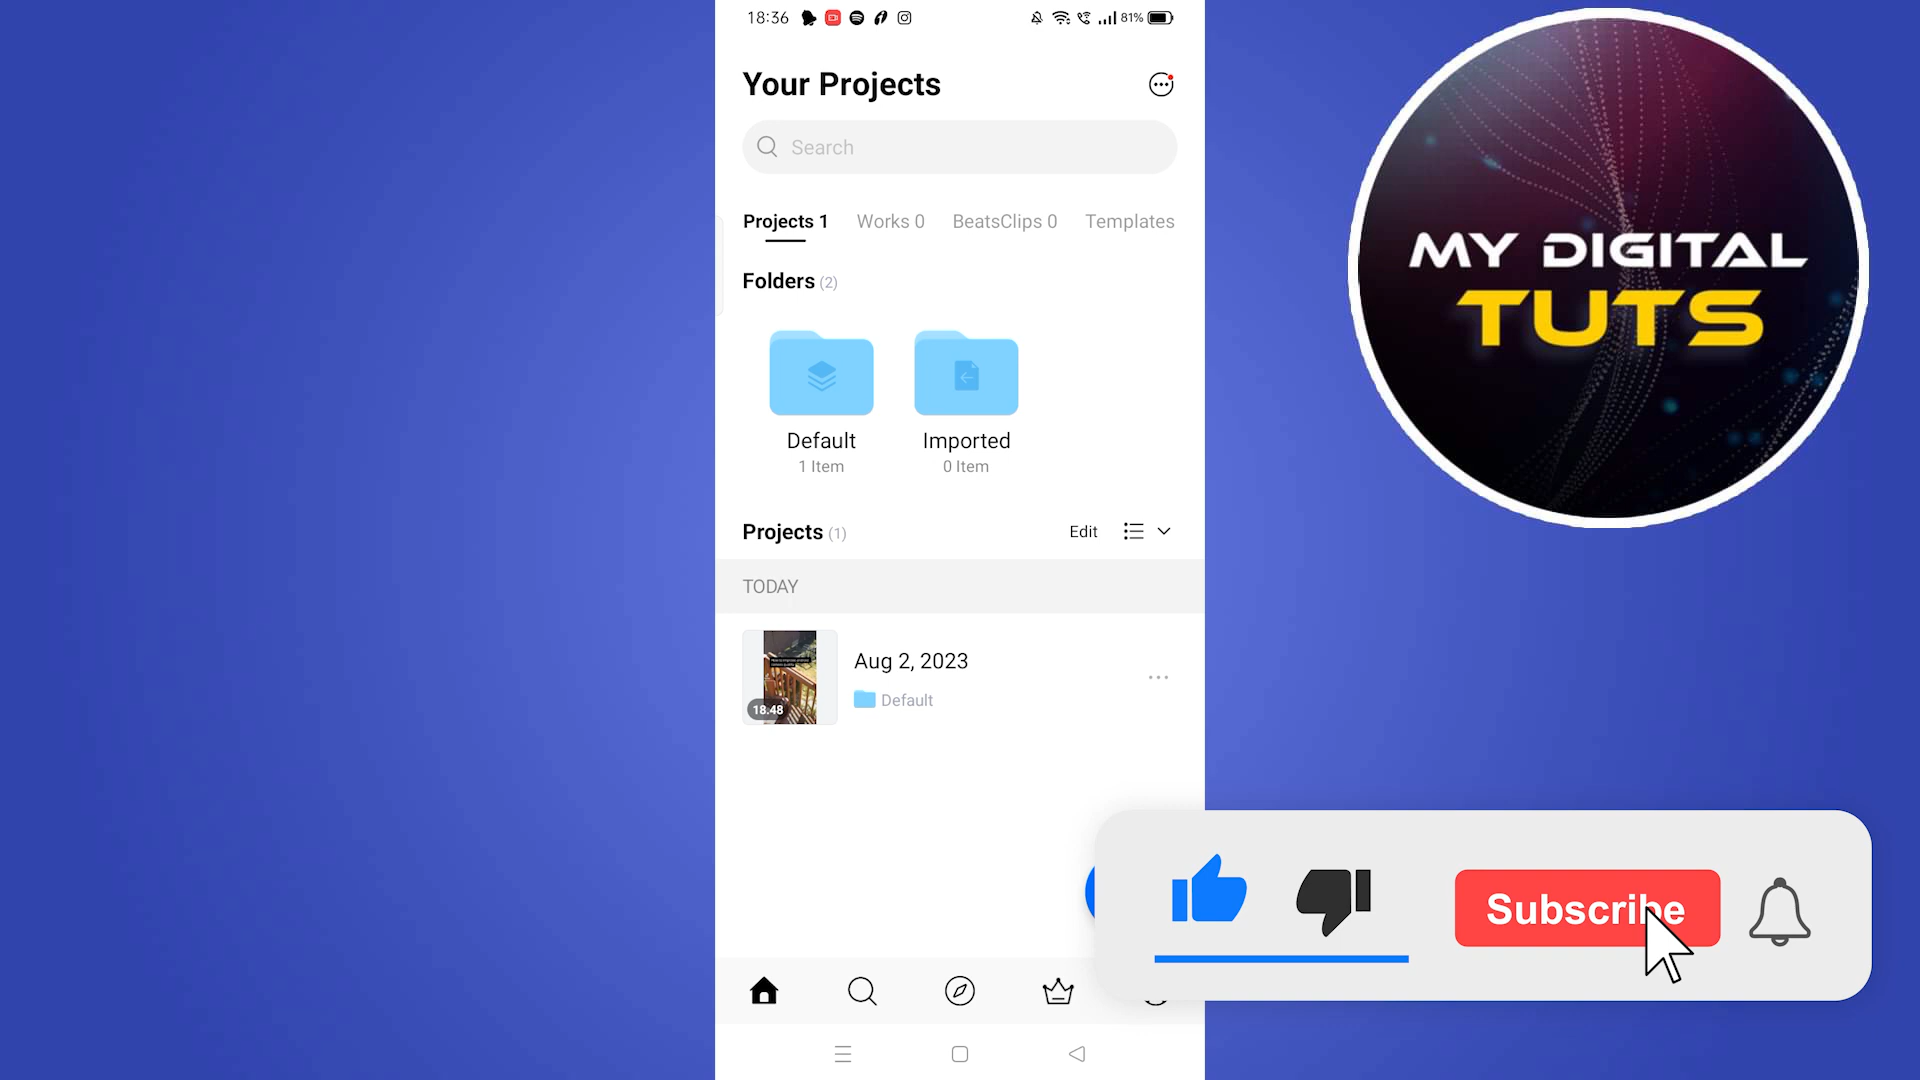 18:36
81%
Your Projects
Search
Projects 1
Works 0
BeatsClips 0
Templates
Folders (2)
Default
1 Item
Imported
0 Item
Projects (1)
Edit
TODAY
18.48
Aug 2, 2023
Default
MY DIGITAL
TUTS
Subscribe